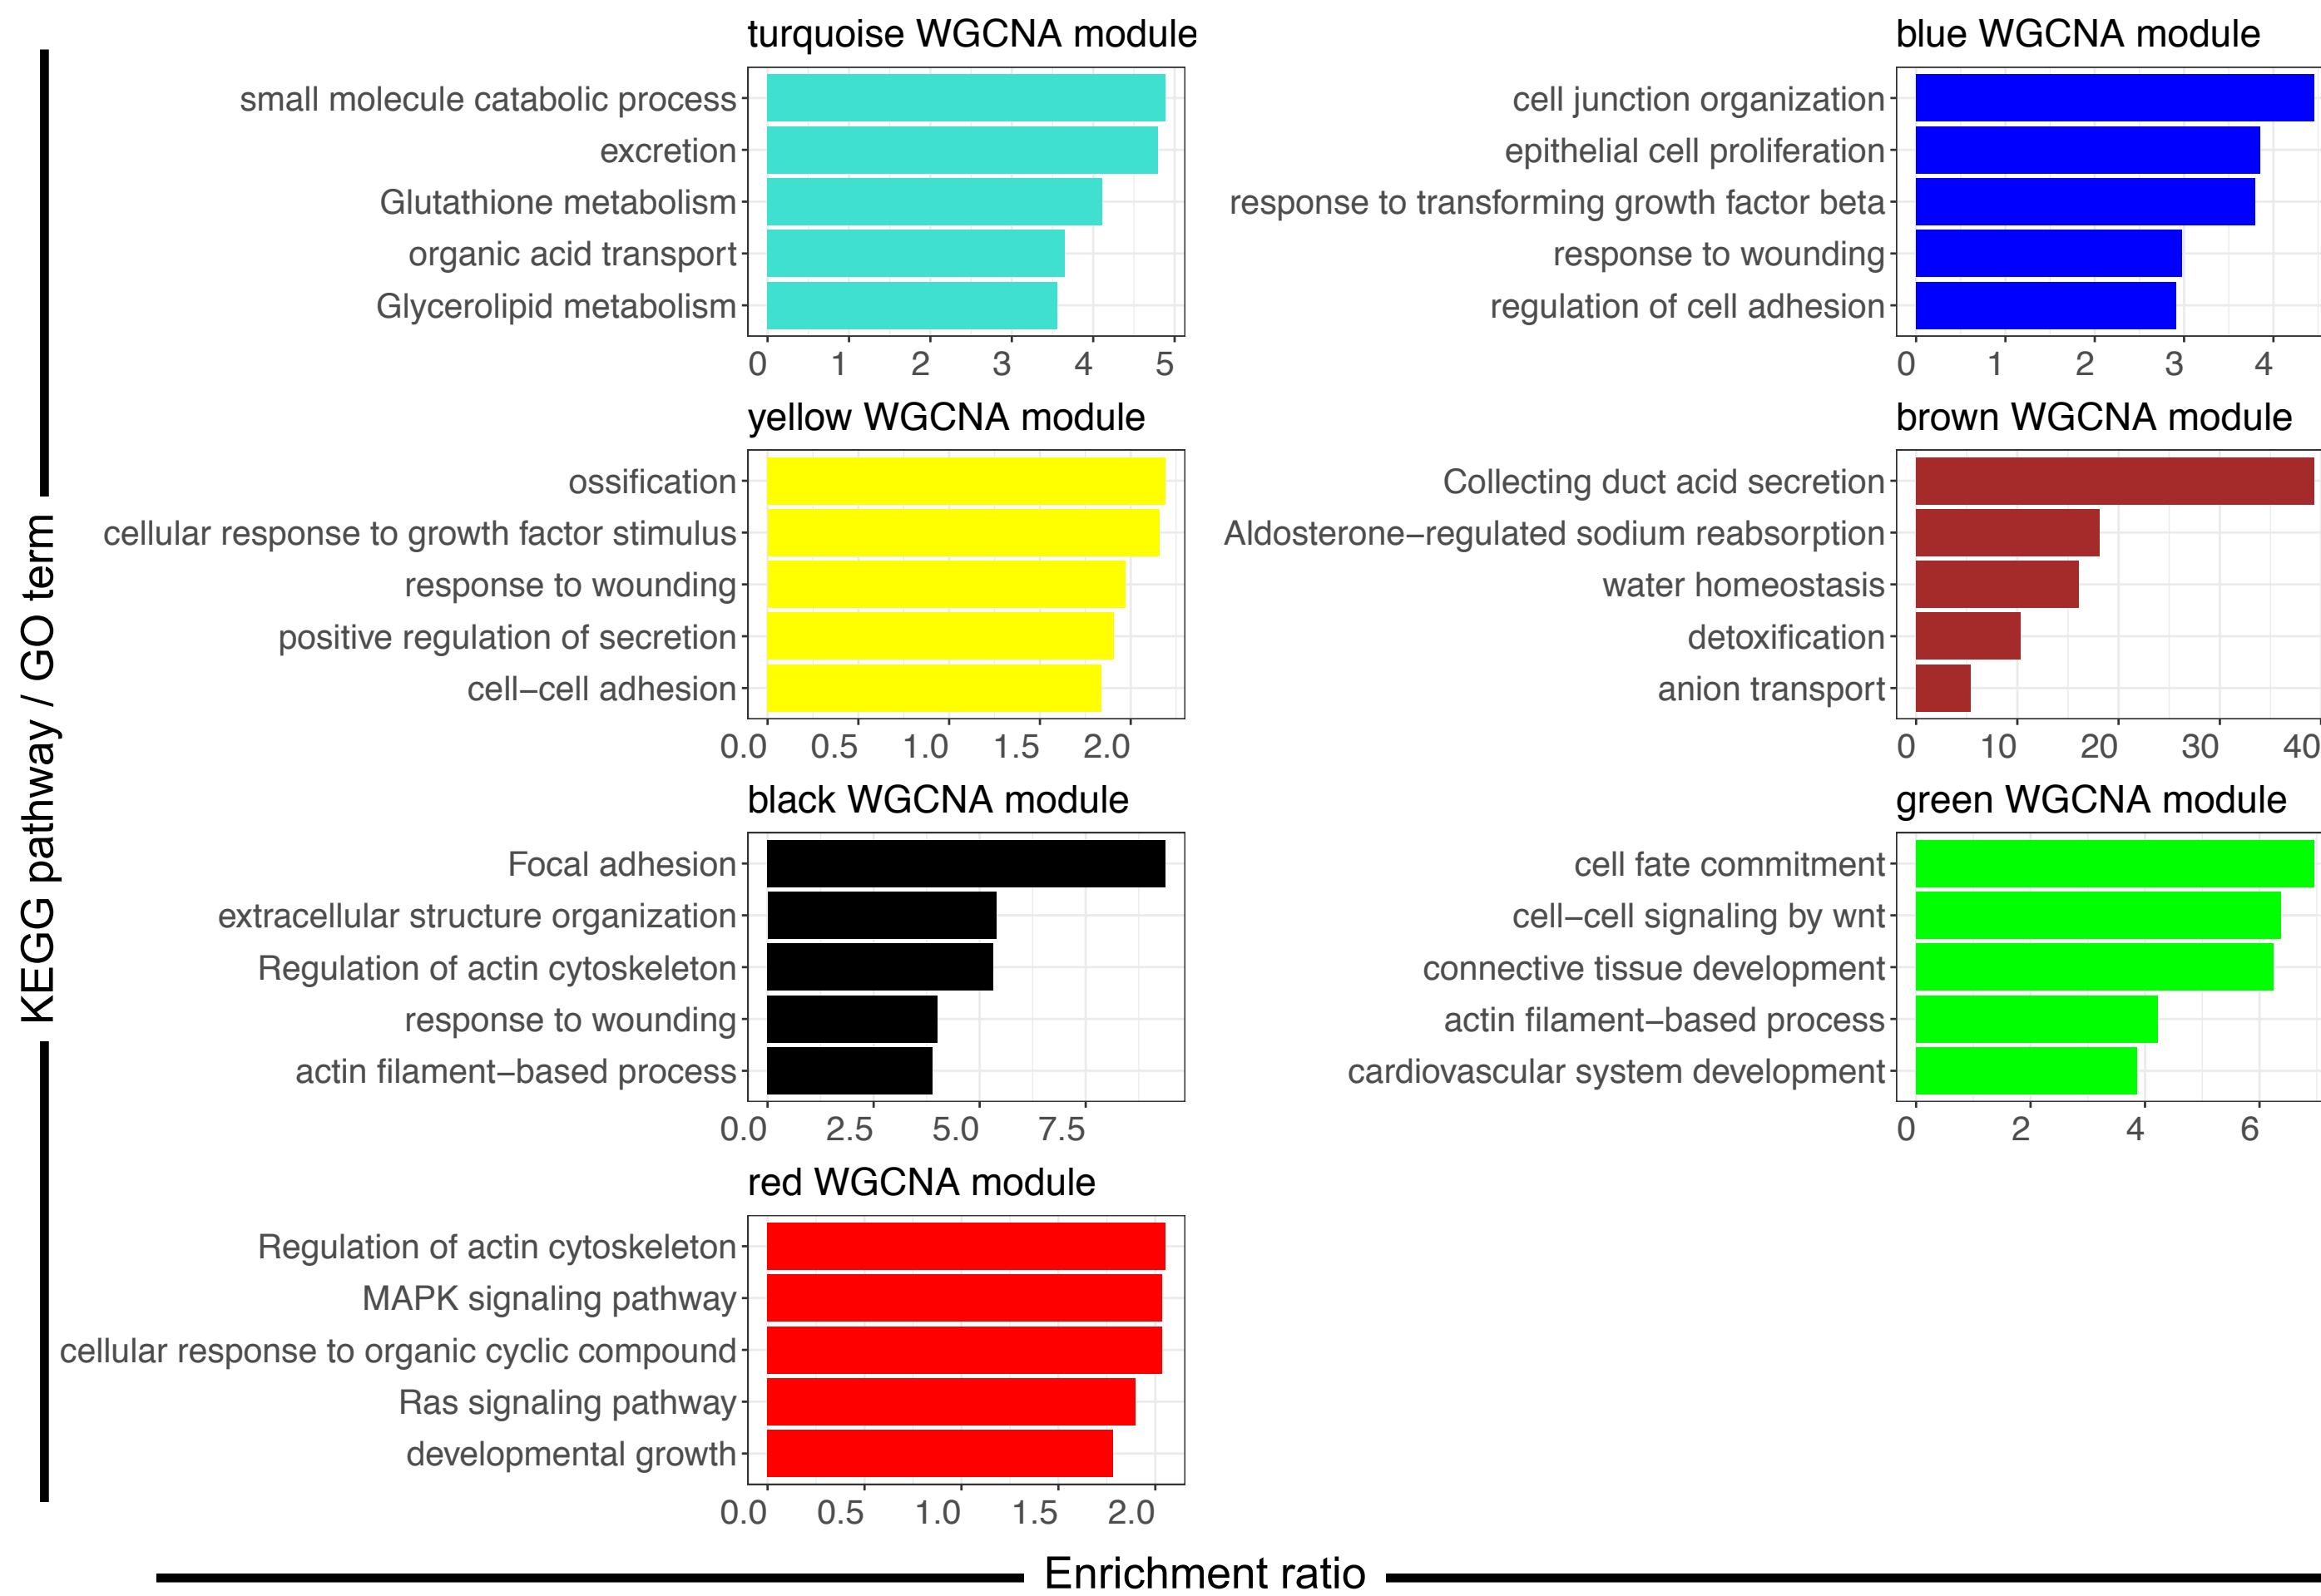 KEGG pathway / GO term
turquoise WGCNA module
small molecule catabolic process
excretion
Glutathione metabolism
organic acid transport
Glycerolipid metabolism
0 1 2 3 4 5
blue WGCNA module
cell junction organization
epithelial cell proliferation
response to transforming growth factor beta
response to wounding
regulation of cell adhesion
0 1 2 3 4
yellow WGCNA module
ossification
cellular response to growth factor stimulus
response to wounding
positive regulation of secretion
cell−cell adhesion
0.0 0.5 1.0 1.5 2.0
brown WGCNA module
Collecting duct acid secretion
Aldosterone−regulated sodium reabsorption
water homeostasis
detoxification
anion transport
0 10 20 30 40
black WGCNA module
Focal adhesion
extracellular structure organization
Regulation of actin cytoskeleton
response to wounding
actin filament−based process
0.0 2.5 5.0 7.5
green WGCNA module
cell fate commitment
cell−cell signaling by wnt
connective tissue development
actin filament−based process
cardiovascular system development
0 2 4 6
red WGCNA module
Regulation of actin cytoskeleton
MAPK signaling pathway
cellular response to organic cyclic compound
Ras signaling pathway
developmental growth
0.0 0.5 1.0 1.5 2.0
Enrichment ratio